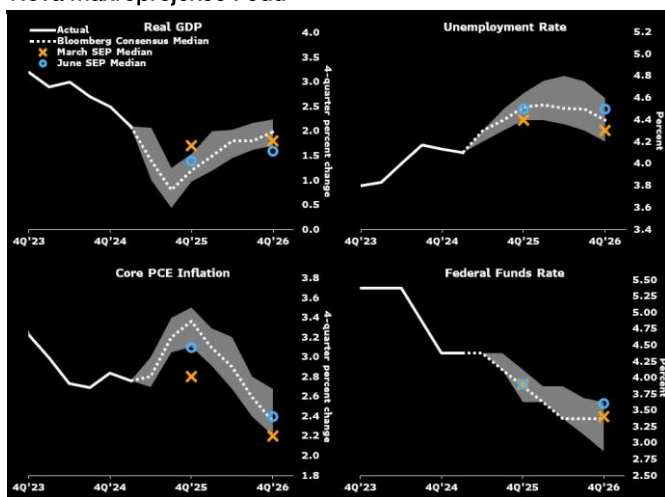 Real GDP
Actual
Bloomberg Consensus Median
March SEP Median
June SEP Median
4.0
3.5
3.0
2.5
2.0
1.5
1.0
0.5
0.0
4-quarter percent change
4Q'23 4Q'24 4Q'25 4Q'26
Unemployment Rate
5.2
5.0
4.8
4.6
4.4
4.2
4.0
3.8
3.6
3.4
Percent
4Q'23 4Q'24 4Q'25 4Q'26
Core PCE Inflation
3.8
3.6
3.4
3.2
3.0
2.8
2.6
2.4
2.2
2.0
1.8
4-quarter percent change
4Q'23 4Q'24 4Q'25 4Q'26
Federal Funds Rate
5.50
5.25
5.00
4.75
4.50
4.25
4.00
3.75
3.50
3.25
3.00
2.75
2.50
Percent
4Q'23 4Q'24 4Q'25 4Q'26